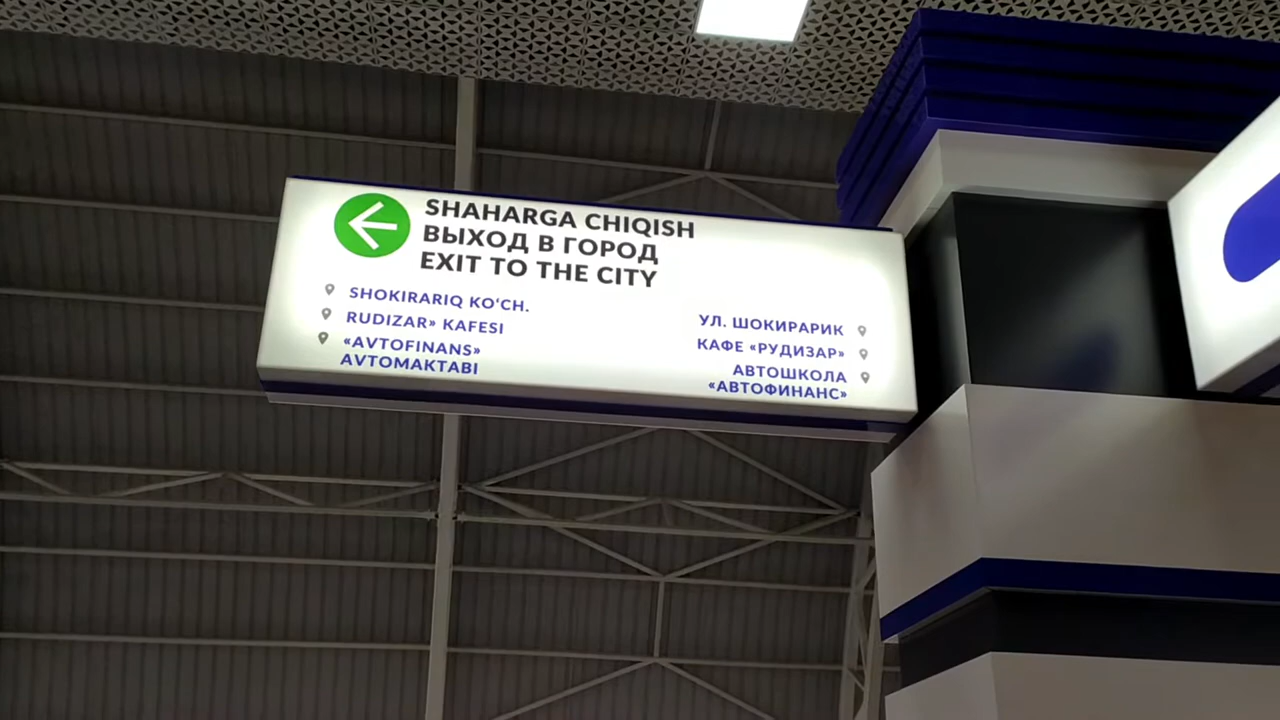 SHAHARGA CHIQISH
ВЫХОД В ГОРОД
EXIT TO THE CITY
SHOKIRARIQ KO‘CH.
RUDIZAR» KAFESI
«AVTOFINANS»
AVTOMAKTABI
УЛ. ШОКИРАРИК
КАФЕ «РУДИЗАР»
АВТОШКОЛА
«АВТОФИНАНС»